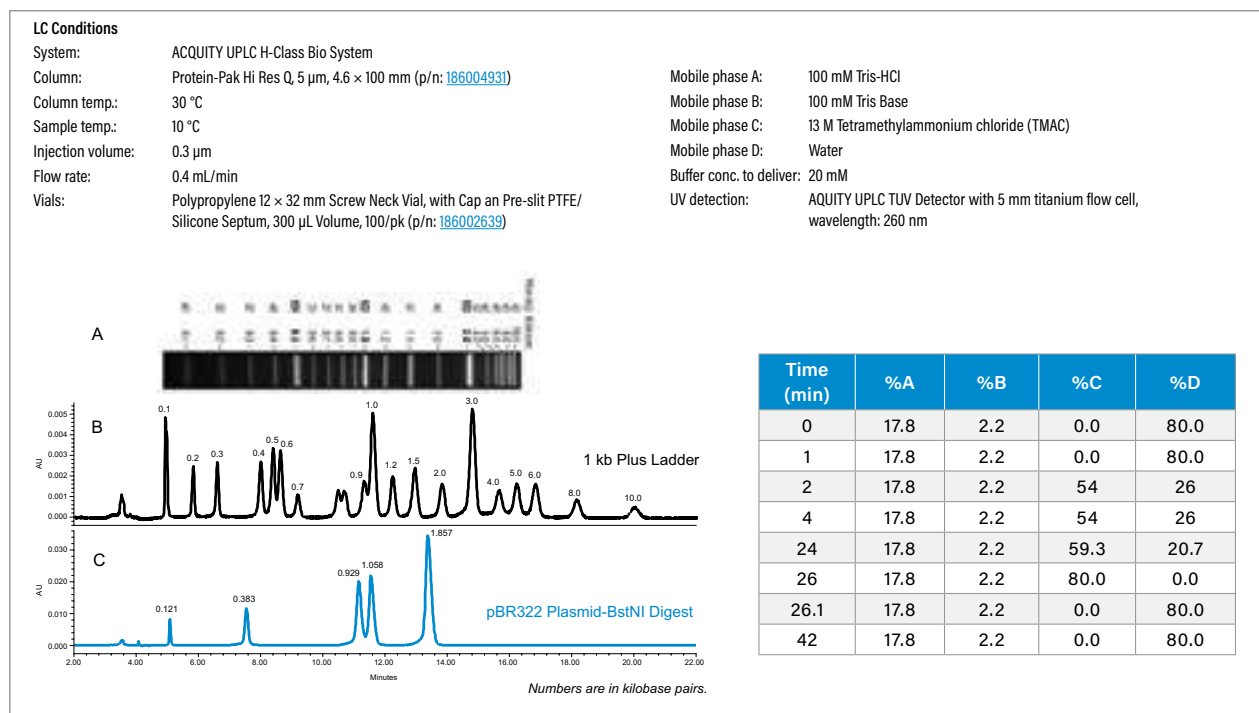 LC Conditions
System: ACQUITY UPLC H-Class Bio System
Column: Protein-Pak Hi Res Q, 5 µm, 4.6 × 100 mm (p/n: 186004931)
Column temp.: 30 °C
Sample temp.: 10 °C
Injection volume: 0.3 µm
Flow rate: 0.4 mL/min
Vials: Polypropylene 12 × 32 mm Screw Neck Vial, with Cap an Pre-slit PTFE/
Silicone Septum, 300 µL Volume, 100/pk (p/n: 186002639)
Mobile phase A: 100 mM Tris-HCl
Mobile phase B: 100 mM Tris Base
Mobile phase C: 13 M Tetramethylammonium chloride (TMAC)
Mobile phase D: Water
Buffer conc. to deliver: 20 mM
UV detection: AQUITY UPLC TUV Detector with 5 mm titanium flow cell,
wavelength: 260 nm
A
B
AU
0.005
0.004
0.003
0.002
0.001
0.000
0.1
0.2
0.3
0.4
0.5
0.6
0.7
0.9
1.0
1.2
1.5
2.0
3.0
4.0
5.0
6.0
8.0
10.0
1 kb Plus Ladder
C
AU
0.030
0.020
0.010
0.000
0.121
0.383
0.929
1.058
1.857
pBR322 Plasmid-BstNI Digest
2.00 4.00 6.00 8.00 10.00 12.00 14.00 16.00 18.00 20.00 22.00
Minutes
Numbers are in kilobase pairs.
Time (min) %A %B %C %D
0 17.8 2.2 0.0 80.0
1 17.8 2.2 0.0 80.0
2 17.8 2.2 54 26
4 17.8 2.2 54 26
24 17.8 2.2 59.3 20.7
26 17.8 2.2 80.0 0.0
26.1 17.8 2.2 0.0 80.0
42 17.8 2.2 0.0 80.0